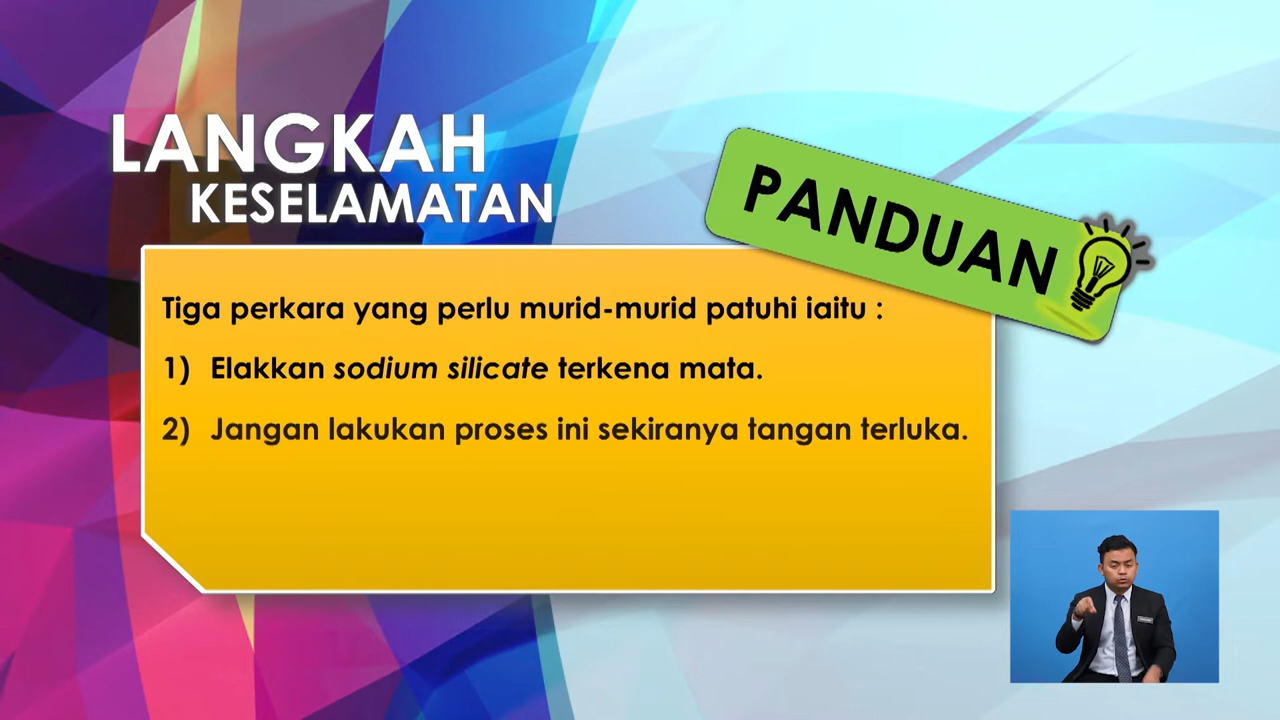 LANGKAH
KESELAMATAN
PANDUAN
Tiga perkara yang perlu murid-murid patuhi iaitu :
1) Elakkan sodium silicate terkena mata.
2) Jangan lakukan proses ini sekiranya tangan terluka.